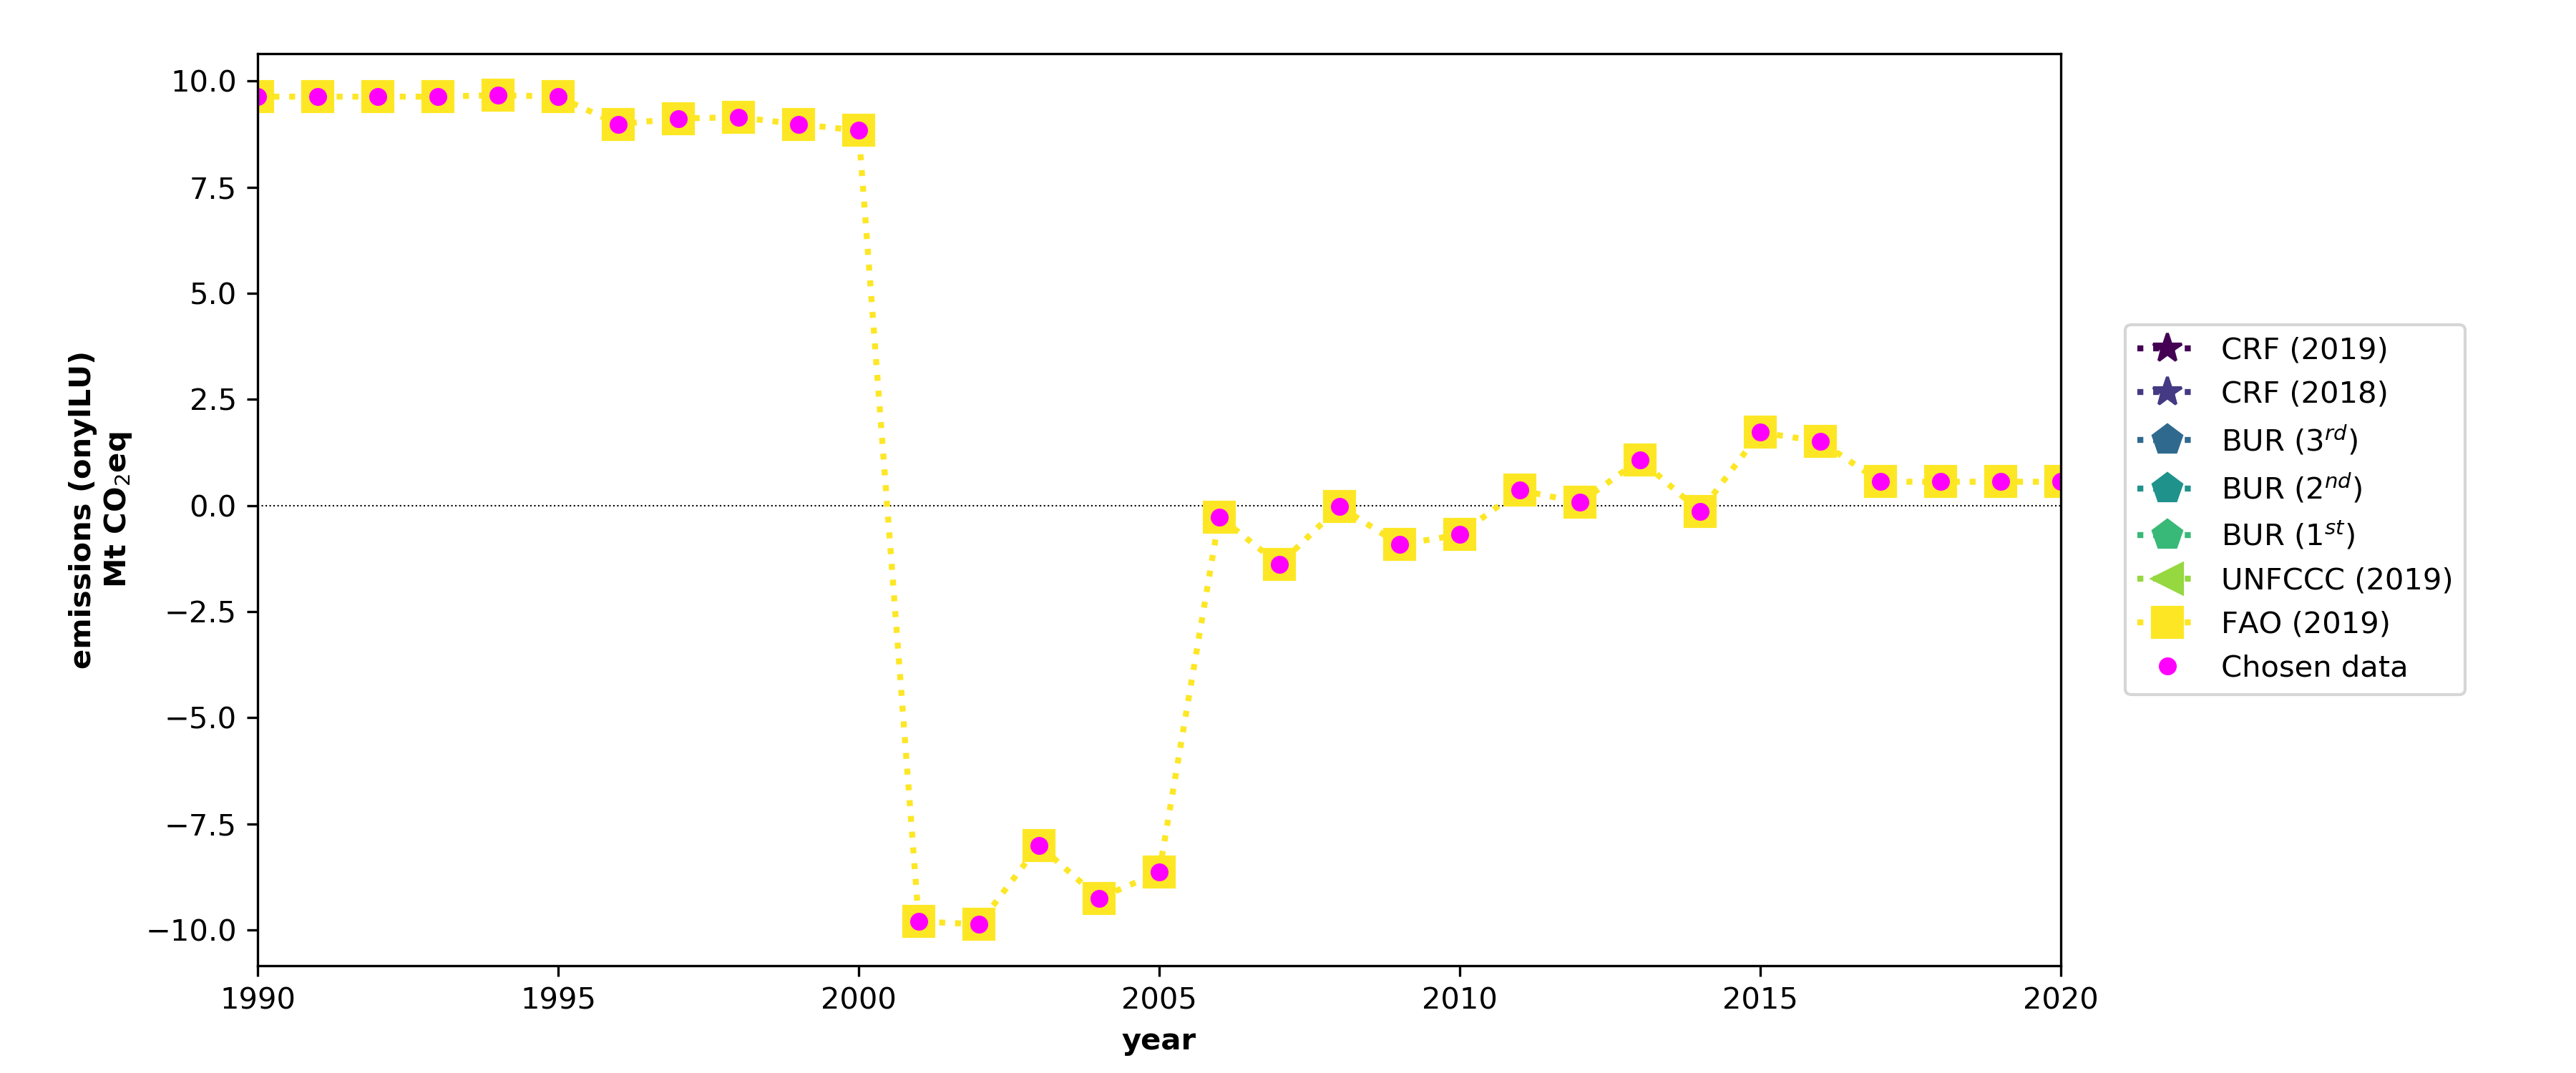 emissions (onylLU)
Mt CO₂eq
10.0
7.5
5.0
2.5
0.0
−2.5
−5.0
−7.5
−10.0
1990
1995
2000
2005
2010
2015
2020
year
CRF (2019)
CRF (2018)
BUR (3ʳᵈ)
BUR (2ⁿᵈ)
BUR (1ˢᵗ)
UNFCCC (2019)
FAO (2019)
Chosen data